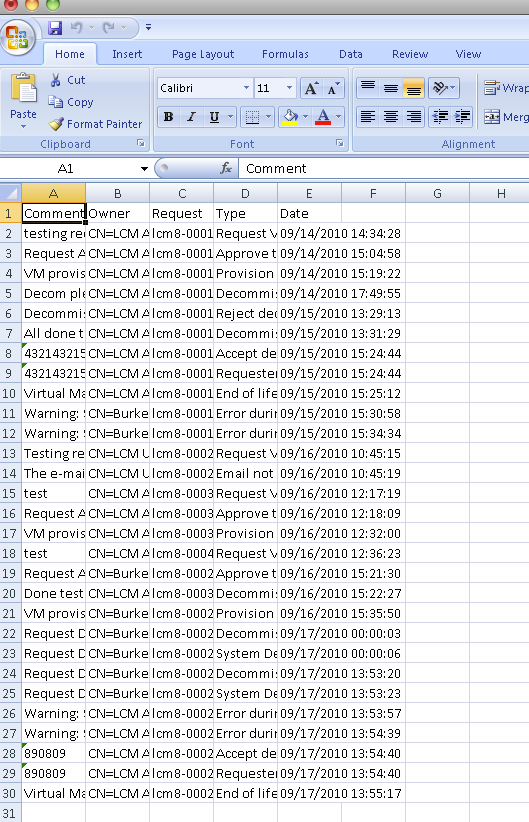 Home Insert Page Layout Formulas Data Review View
Cut
Copy
Format Painter
Paste
Calibri 11 A A
B I U A
Wrap
Merg
Clipboard Font Alignment
A1 fx Comment
A B C D E F G H
1 Comment Owner Request Type Date
2 testing re CN=LCM A lcm8-0001 Request V 09/14/2010 14:34:28
3 Request A CN=LCM A lcm8-0001 Approve t 09/14/2010 15:04:58
4 VM provis CN=LCM A lcm8-0001 Provision 09/14/2010 15:19:22
5 Decom ple CN=LCM A lcm8-0001 Decommis 09/14/2010 17:49:55
6 Decommis CN=LCM A lcm8-0001 Reject dec 09/15/2010 13:29:13
7 All done t CN=LCM A lcm8-0001 Decommis 09/15/2010 13:31:29
8 432143215 CN=LCM A lcm8-0001 Accept de 09/15/2010 15:24:44
9 432143215 CN=LCM A lcm8-0001 Requester 09/15/2010 15:24:44
10 Virtual Ma CN=LCM A lcm8-0001 End of life 09/15/2010 15:25:12
11 Warning: S CN=Burke lcm8-0001 Error durin 09/15/2010 15:30:58
12 Warning: S CN=Burke lcm8-0001 Error durin 09/15/2010 15:34:34
13 Testing re CN=LCM U lcm8-0002 Request V 09/16/2010 10:45:15
14 The e-mai CN=LCM U lcm8-0002 Email not 09/16/2010 10:45:19
15 test CN=LCM A lcm8-0003 Request V 09/16/2010 12:17:19
16 Request A CN=LCM A lcm8-0003 Approve t 09/16/2010 12:18:09
17 VM provis CN=LCM A lcm8-0003 Provision 09/16/2010 12:32:00
18 test CN=LCM A lcm8-0004 Request V 09/16/2010 12:36:23
19 Request A CN=Burke lcm8-0002 Approve t 09/16/2010 15:21:30
20 Done test CN=LCM A lcm8-0003 Decommis 09/16/2010 15:22:27
21 VM provis CN=Burke lcm8-0002 Provision 09/16/2010 15:35:50
22 Request D CN=Burke lcm8-0002 Decommis 09/17/2010 00:00:03
23 Request D CN=Burke lcm8-0002 System De 09/17/2010 00:00:06
24 Request D CN=Burke lcm8-0002 Decommis 09/17/2010 13:53:20
25 Request D CN=Burke lcm8-0002 System De 09/17/2010 13:53:23
26 Warning: S CN=LCM A lcm8-0002 Error durin 09/17/2010 13:53:57
27 Warning: S CN=LCM A lcm8-0002 Error durin 09/17/2010 13:54:39
28 890809 CN=LCM A lcm8-0002 Accept de 09/17/2010 13:54:40
29 890809 CN=LCM A lcm8-0002 Requester 09/17/2010 13:54:40
30 Virtual Ma CN=LCM A lcm8-0002 End of life 09/17/2010 13:55:17
31